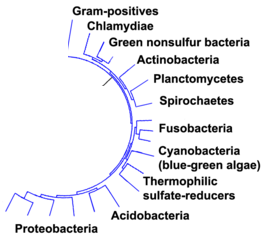 Gram-positives
Chlamydiae
Green nonsulfur bacteria
Actinobacteria
Planctomycetes
Spirochaetes
Fusobacteria
Cyanobacteria
(blue-green algae)
Thermophilic
sulfate-reducers
Acidobacteria
Proteobacteria